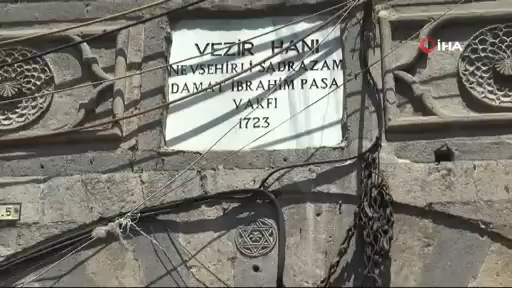 VEZİR HANI
NEVŞEHİRLİ SADRAZAM
DAMAT İBRAHİM PAŞA
VAKFI
1723
İHA